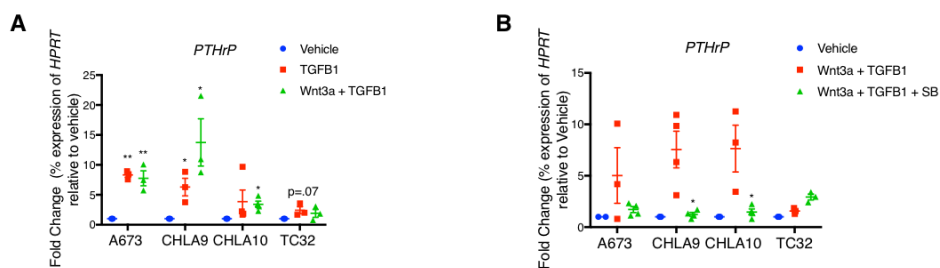 A
PTHrP
Fold Change (% expression of HPRT
relative to vehicle)
25
20
15
10
5
0
** ** * * * p=.07
A673 CHLA9 CHLA10 TC32
Vehicle
TGFB1
Wnt3a + TGFB1
B
PTHrP
Fold Change (% expression of HPRT
relative to Vehicle)
15
10
5
0
* *
A673 CHLA9 CHLA10 TC32
Vehicle
Wnt3a + TGFB1
Wnt3a + TGFB1 + SB